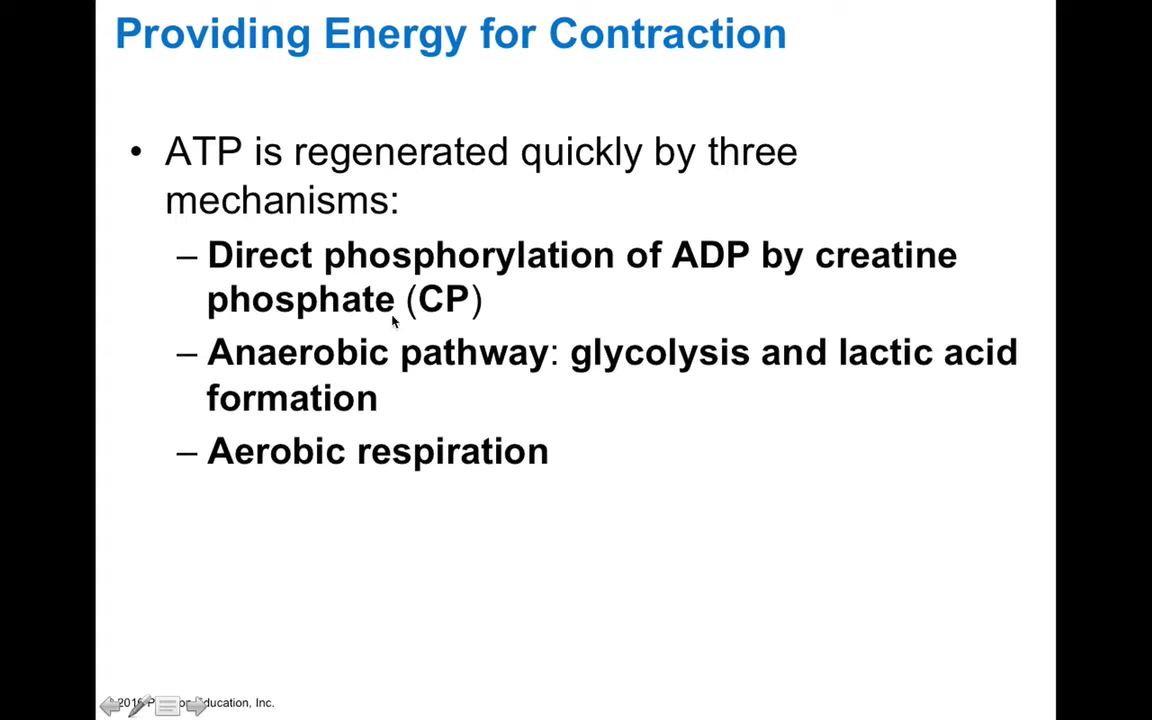 Providing Energy for Contraction
• ATP is regenerated quickly by three
mechanisms:
– Direct phosphorylation of ADP by creatine
phosphate (CP)
– Anaerobic pathway: glycolysis and lactic acid
formation
– Aerobic respiration
Education, Inc.